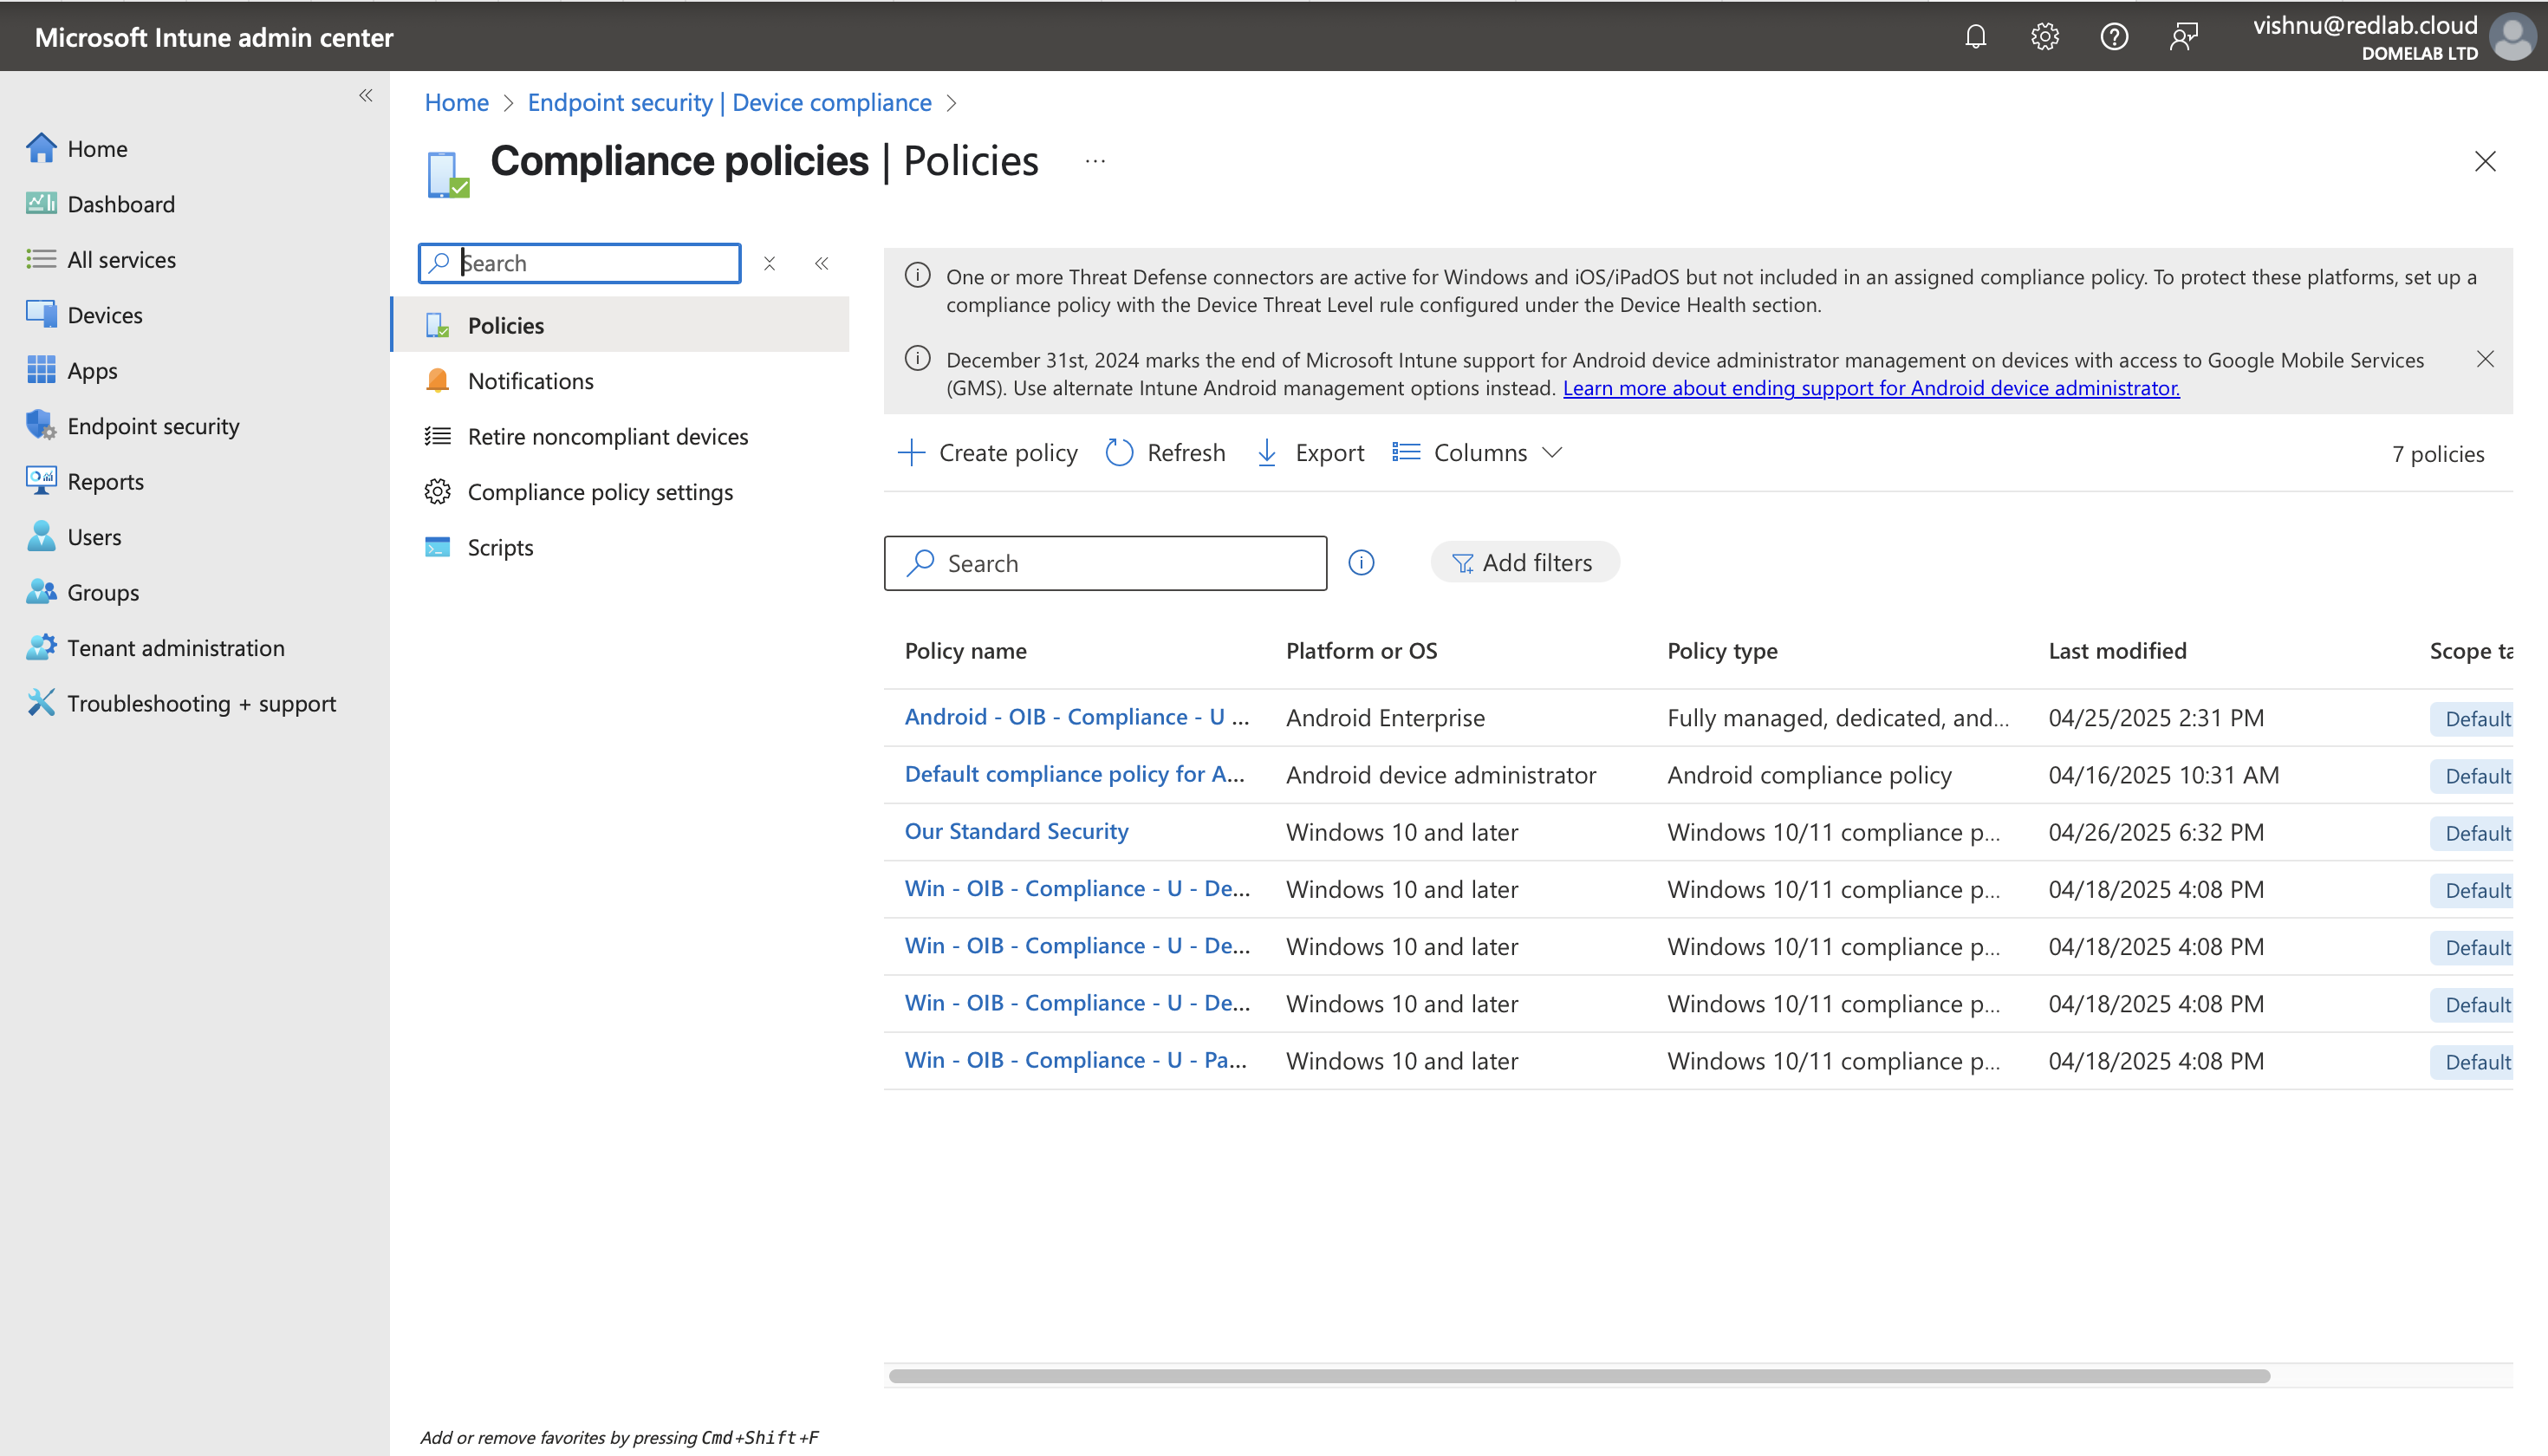 Microsoft Intune admin center
vishnu@redlab.cloud
DOMELAB LTD
Home
Dashboard
All services
Devices
Apps
Endpoint security
Reports
Users
Groups
Tenant administration
Troubleshooting + support
Home > Endpoint security | Device compliance >
Compliance policies | Policies ...
Search
Policies
Notifications
Retire noncompliant devices
Compliance policy settings
Scripts
One or more Threat Defense connectors are active for Windows and iOS/iPadOS but not included in an assigned compliance policy. To protect these platforms, set up a
compliance policy with the Device Threat Level rule configured under the Device Health section.
December 31st, 2024 marks the end of Microsoft Intune support for Android device administrator management on devices with access to Google Mobile Services
(GMS). Use alternate Intune Android management options instead. Learn more about ending support for Android device administrator.
Create policy Refresh Export Columns 7 policies
Search Add filters
Policy name Platform or OS Policy type Last modified Scope ta
Android - OIB - Compliance - U ... Android Enterprise Fully managed, dedicated, and... 04/25/2025 2:31 PM Default
Default compliance policy for A... Android device administrator Android compliance policy 04/16/2025 10:31 AM Default
Our Standard Security Windows 10 and later Windows 10/11 compliance p... 04/26/2025 6:32 PM Default
Win - OIB - Compliance - U - De... Windows 10 and later Windows 10/11 compliance p... 04/18/2025 4:08 PM Default
Win - OIB - Compliance - U - De... Windows 10 and later Windows 10/11 compliance p... 04/18/2025 4:08 PM Default
Win - OIB - Compliance - U - De... Windows 10 and later Windows 10/11 compliance p... 04/18/2025 4:08 PM Default
Win - OIB - Compliance - U - Pa... Windows 10 and later Windows 10/11 compliance p... 04/18/2025 4:08 PM Default
Add or remove favorites by pressing Cmd+Shift+F